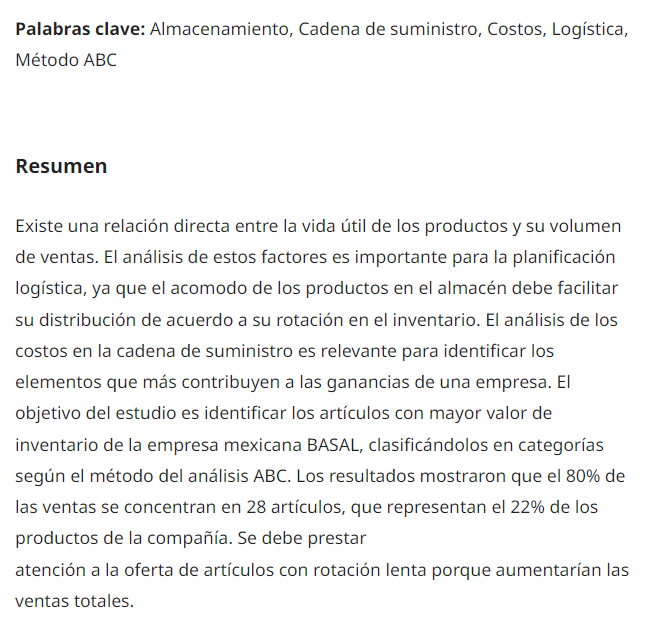 Palabras clave: Almacenamiento, Cadena de suministro, Costos, Logística,
Método ABC
Resumen
Existe una relación directa entre la vida útil de los productos y su volumen
de ventas. El análisis de estos factores es importante para la planificación
logística, ya que el acomodo de los productos en el almacén debe facilitar
su distribución de acuerdo a su rotación en el inventario. El análisis de los
costos en la cadena de suministro es relevante para identificar los
elementos que más contribuyen a las ganancias de una empresa. El
objetivo del estudio es identificar los artículos con mayor valor de
inventario de la empresa mexicana BASAL, clasificándolos en categorías
según el método del análisis ABC. Los resultados mostraron que el 80% de
las ventas se concentran en 28 artículos, que representan el 22% de los
productos de la compañía. Se debe prestar
atención a la oferta de artículos con rotación lenta porque aumentarían las
ventas totales.